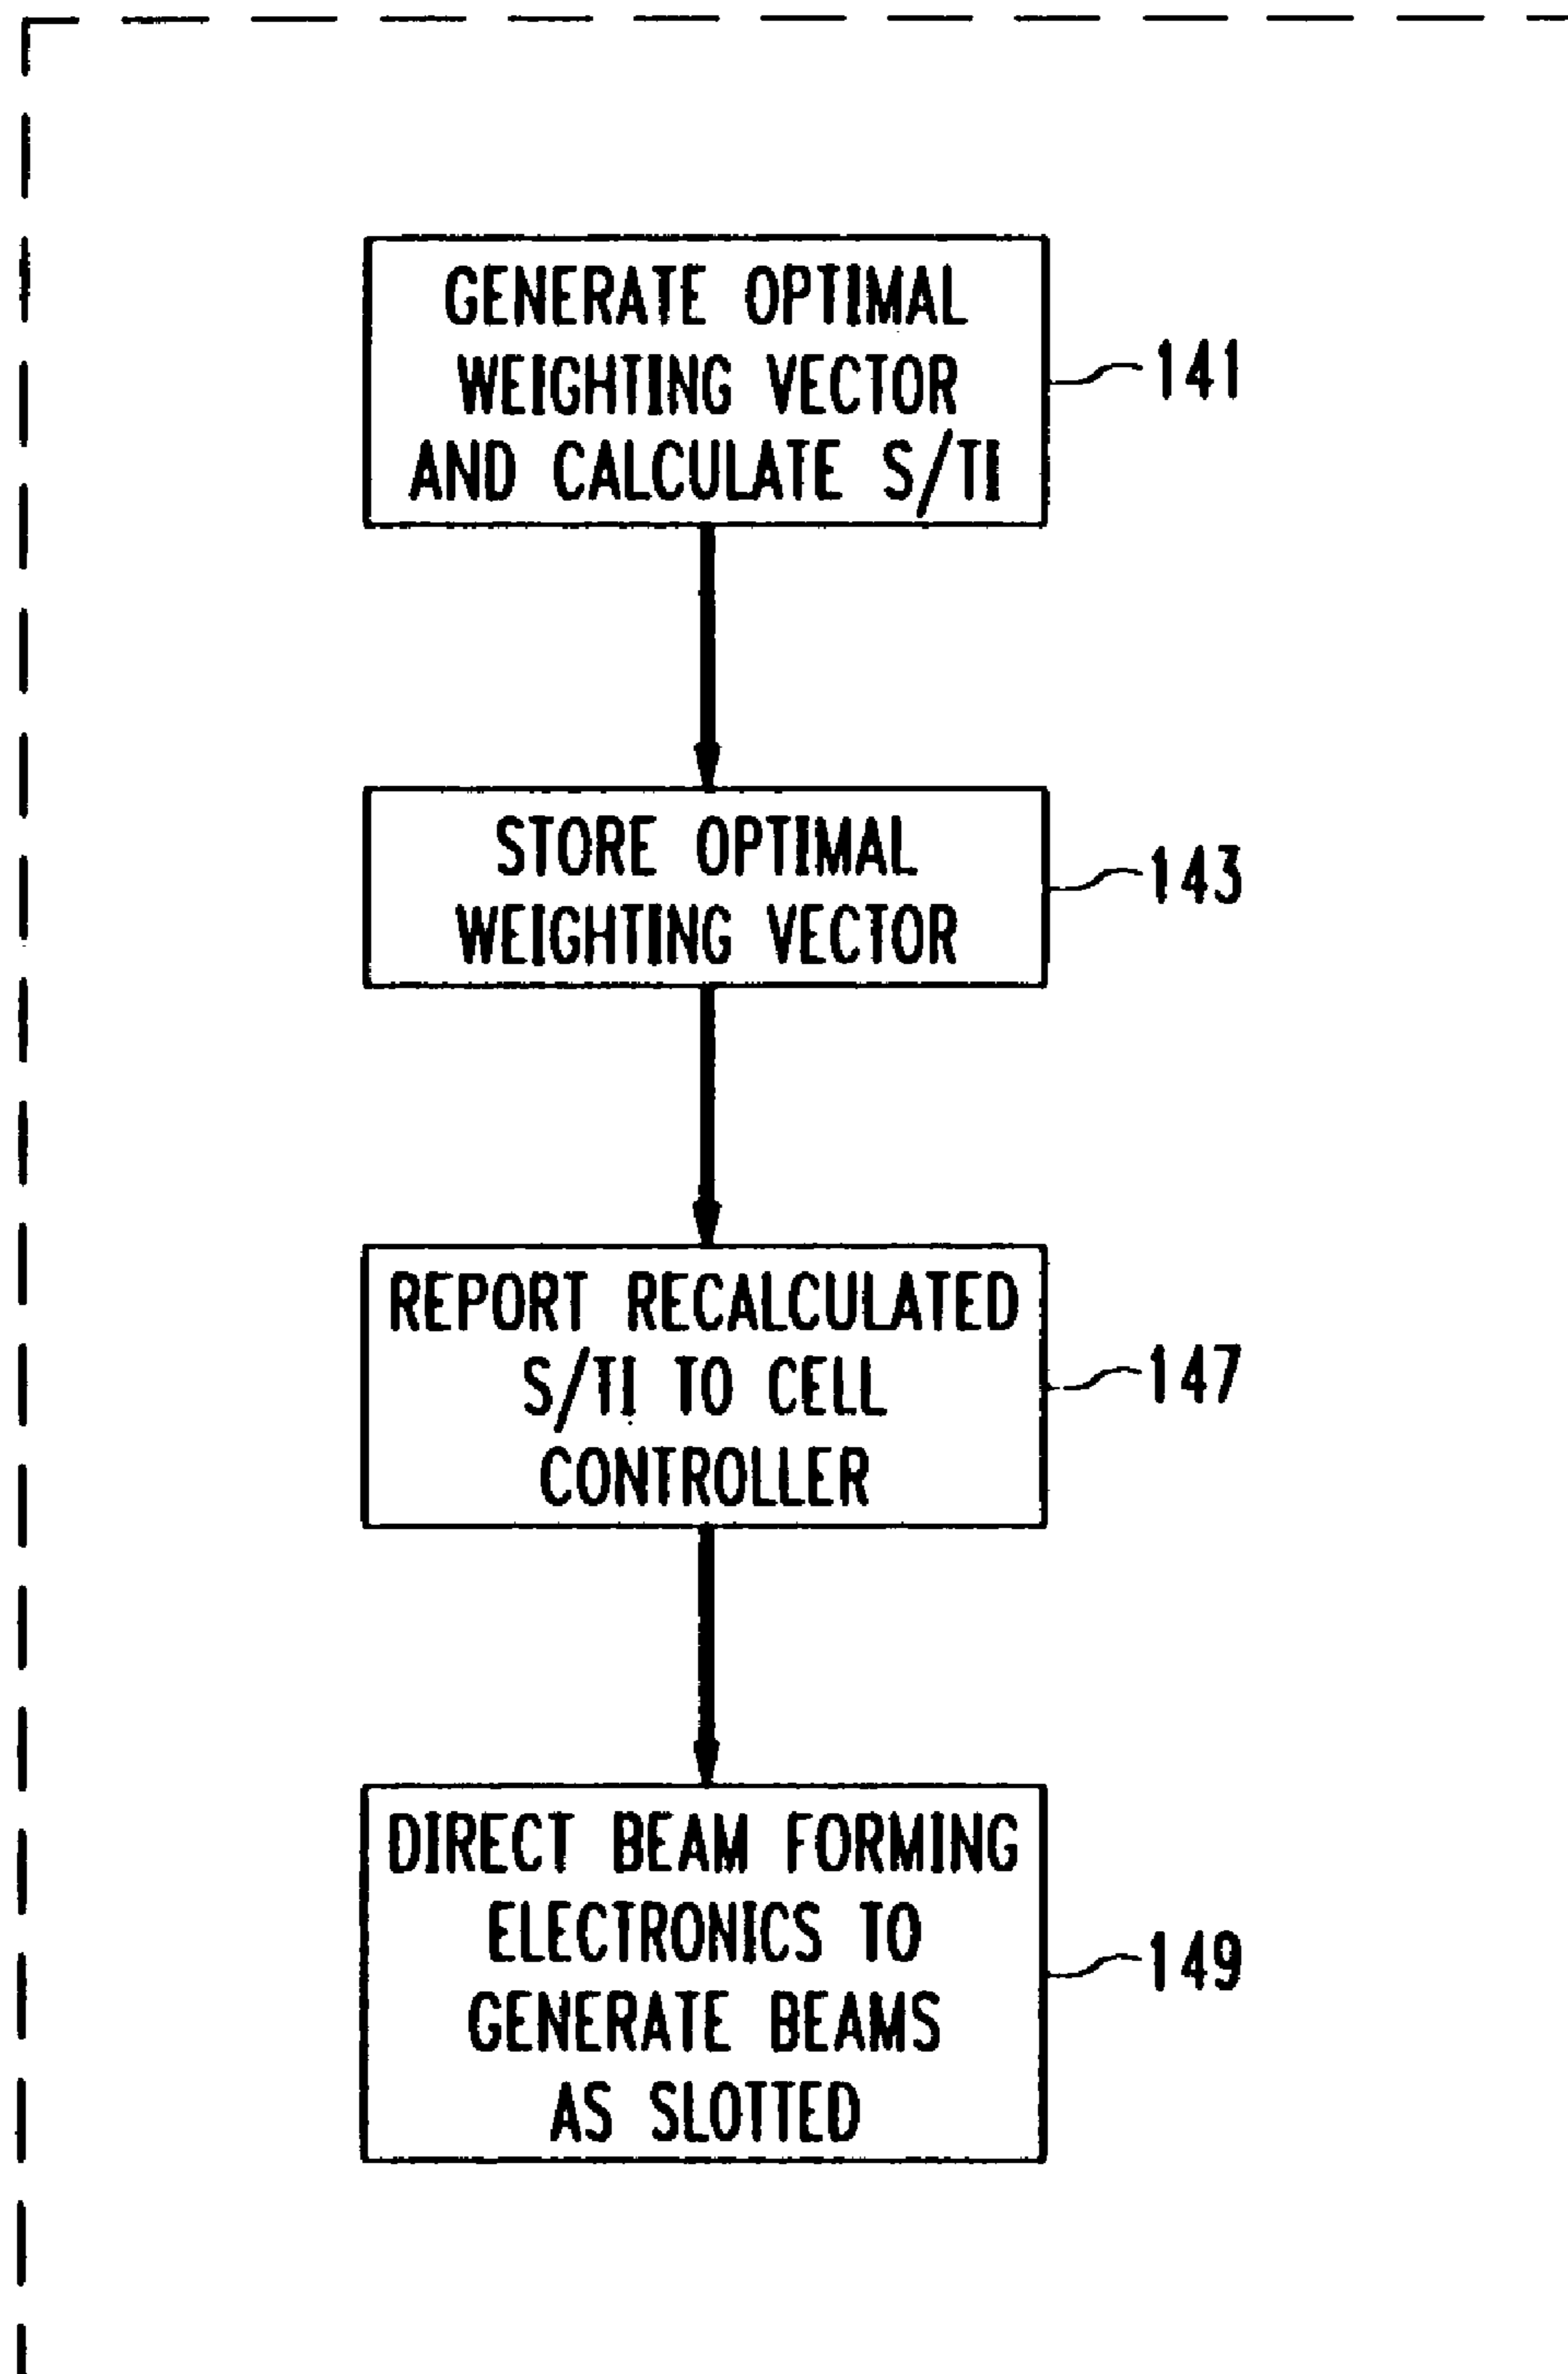 GENERATE OPTIMAL
WEIGHTING VECTOR
AND CALCULATE S/TI
141
STORE OPTIMAL
WEIGHTING VECTOR
143
REPORT RECALCULATED
S/TI TO CELL
CONTROLLER
147
DIRECT BEAM FORMING
ELECTRONICS TO
GENERATE BEAMS
AS SLOTTED
149